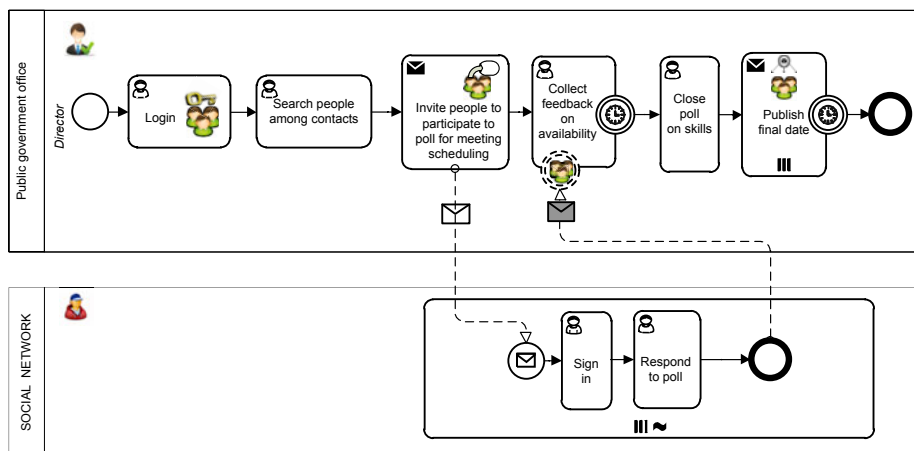 Public government office
Director
Login
Search people
among contacts
Invite people to
participate to
poll for meeting
scheduling
Collect
feedback
on
availability
Close
poll
on skills
Publish
final date
SOCIAL NETWORK
Sign
in
Respond
to poll